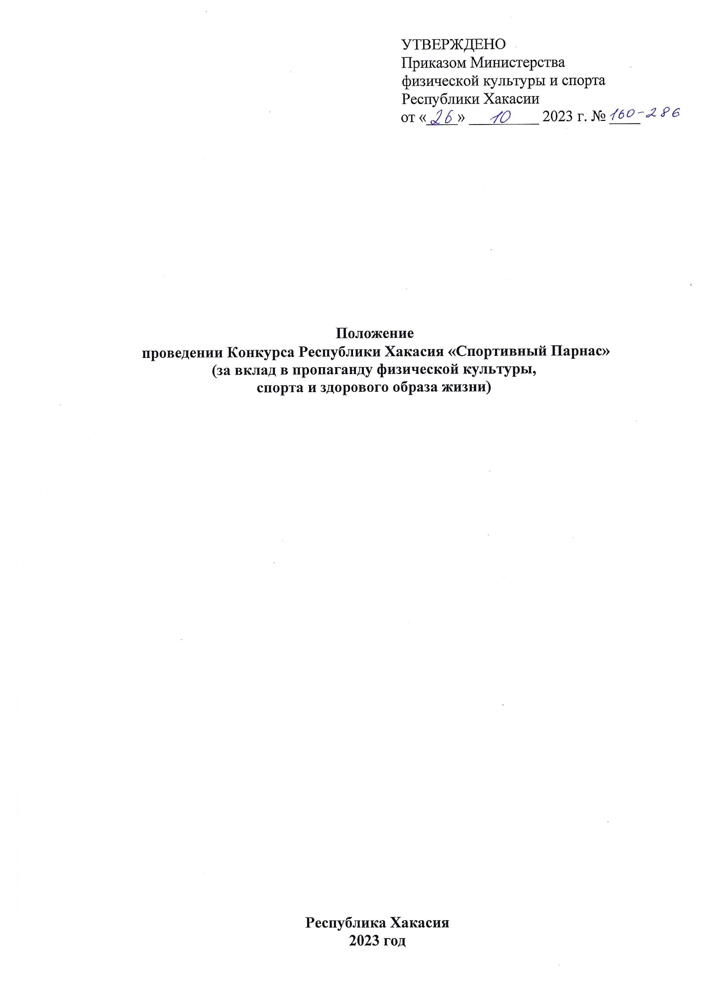 УТВЕРЖДЕНО
Приказом Министерства
физической культуры и спорта
Республики Хакасии
от «26» 10 2023 г. № 160-286
Положение
проведении Конкурса Республики Хакасия «Спортивный Парнас»
(за вклад в пропаганду физической культуры,
спорта и здорового образа жизни)
Республика Хакасия
2023 год